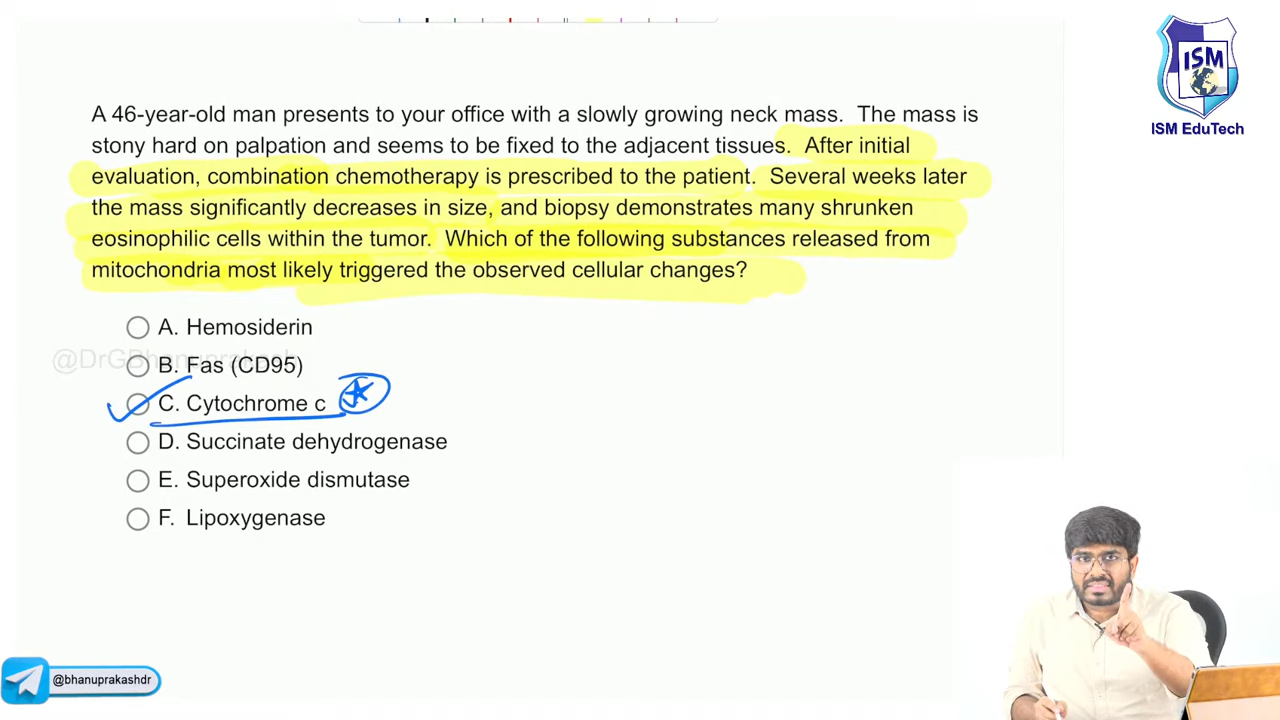 ISM
ISM EduTech
A 46-year-old man presents to your office with a slowly growing neck mass. The mass is
stony hard on palpation and seems to be fixed to the adjacent tissues. After initial
evaluation, combination chemotherapy is prescribed to the patient. Several weeks later
the mass significantly decreases in size, and biopsy demonstrates many shrunken
eosinophilic cells within the tumor. Which of the following substances released from
mitochondria most likely triggered the observed cellular changes?
A. Hemosiderin
@DrGBhanuprakash
B. Fas (CD95)
C. Cytochrome c
D. Succinate dehydrogenase
E. Superoxide dismutase
F. Lipoxygenase
@bhanuprakashdr